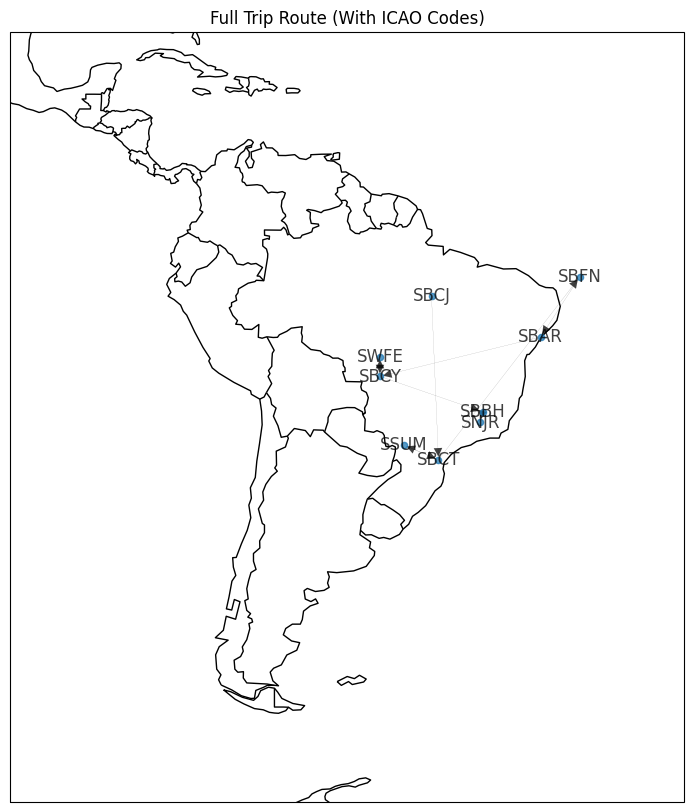 Full Trip Route (With ICAO Codes)
SBFN
SBCJ
SBAR
SWFE
SBCY
SBBH
SNJR
SSUM
SBCT